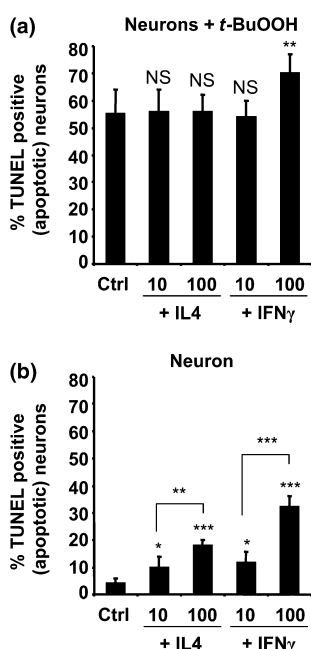 (a)
Neurons + t-BuOOH
% TUNEL positive
(apoptotic) neurons
80
70
60
50
40
30
20
10
0
NS
NS
NS
**
Ctrl 10 100 10 100
+ IL4 + IFNγ
(b)
Neuron
% TUNEL positive
(apoptotic) neurons
80
70
60
50
40
30
20
10
0
***
**
***
***
*
*
Ctrl 10 100 10 100
+ IL4 + IFNγ